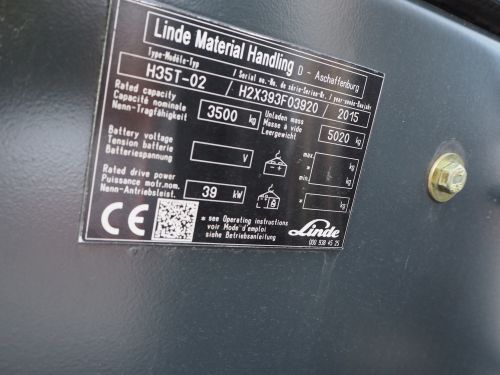 Linde Material Handling D - Aschaffenburg
Type-Modèle-Typ / Serial no.-No. de série-Serien-Nr. / year-année-Baujahr
H35T-02 / H2X393F03920 / 2015
Rated capacity
Capacité nominale
Nenn-Tragfähigkeit
3500 kg
Unladen mass
Masse à vide
Leergewicht
5020 kg
Battery voltage
Tension batterie
Batteriespannung
V
max.
* kg
min.
kg
Rated drive power
Puissance motr.nom.
Nenn-Antriebsleist.
39 kW
* kg
CE
* see Operating instructions
voir Mode d'emploi
siehe Betriebsanleitung
Linde
000 938 45 25